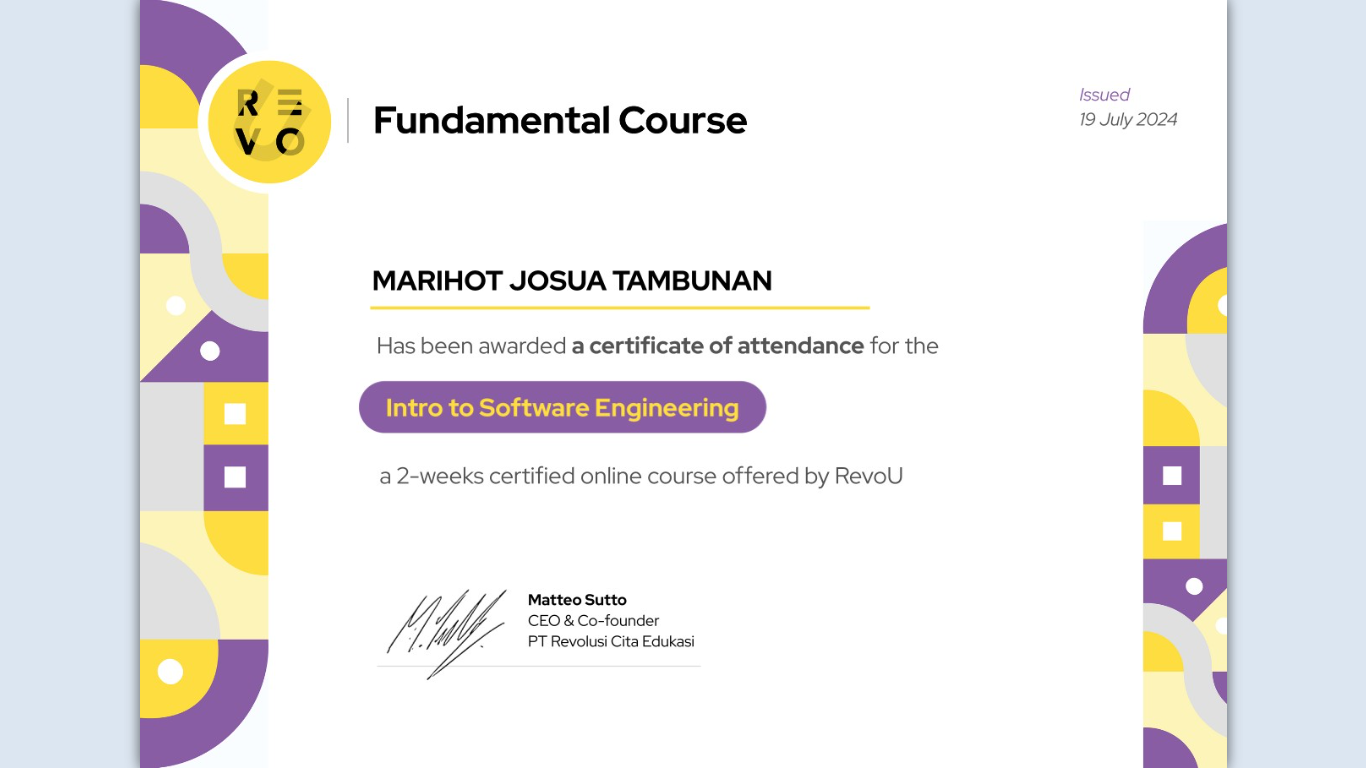 RE
VO
Fundamental Course
Issued
19 July 2024
MARIHOT JOSUA TAMBUNAN
Has been awarded a certificate of attendance for the
Intro to Software Engineering
a 2-weeks certified online course offered by RevoU
Matteo Sutto
CEO & Co-founder
PT Revolusi Cita Edukasi